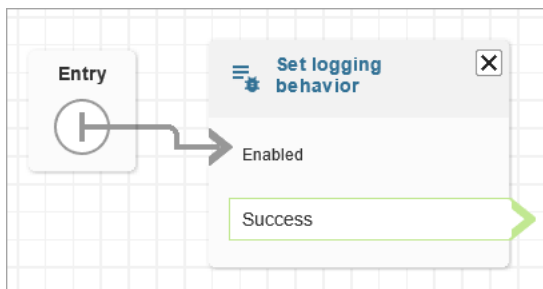 Entry
Set logging
behavior
Enabled
Success